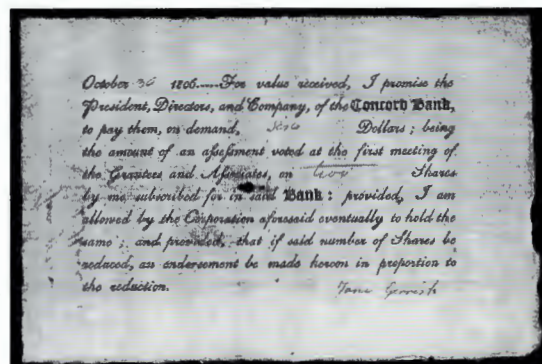 October 30 1806.----For value received, I promise the
President, Directors, and Company, of the Concord Bank,
to pay them, on demand, Dollars; being
the amount of an assessment voted at the first meeting of
the Grantees and Associates, on two Shares
by me subscribed for in said Bank: provided, I am
allowed by the Corporation aforesaid eventually to hold the
same; and provided, that if said number of Shares be
reduced, an endorsement be made hereon in proportion to
the reduction.
Gerrish